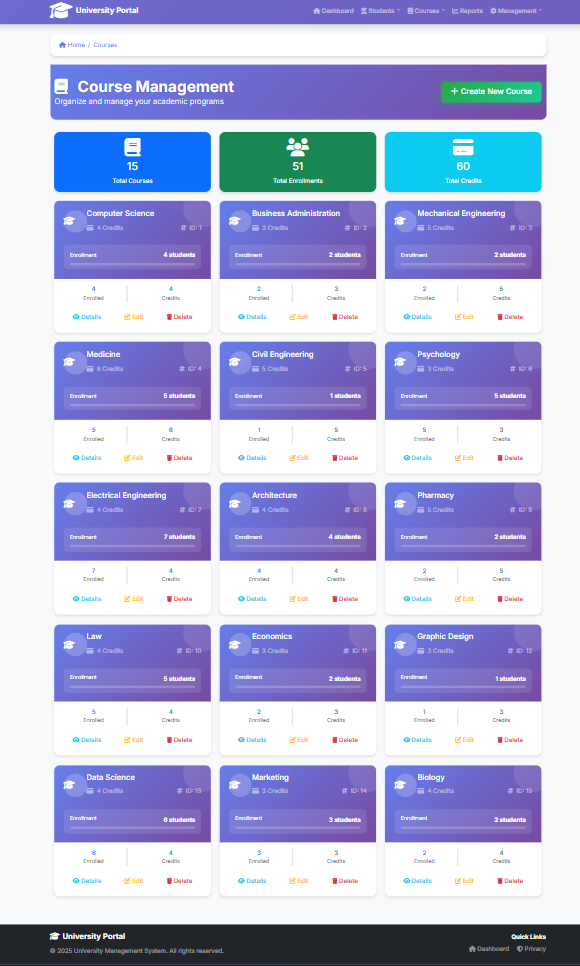 University Portal
Dashboard Students Courses Reports Management
Home / Courses
Course Management
Organize and manage your academic programs
+ Create New Course
15 51 60
Total Courses Total Enrollments Total Credits
Computer Science Business Administration Mechanical Engineering
4 Credits # ID: 1 3 Credits # ID: 2 5 Credits # ID: 3
Enrollment 4 students Enrollment 2 students Enrollment 2 students
4 4 2 3 2 5
Enrolled Credits Enrolled Credits Enrolled Credits
Details Edit Delete Details Edit Delete Details Edit Delete
Medicine Civil Engineering Psychology
6 Credits # ID: 4 5 Credits # ID: 5 3 Credits # ID: 6
Enrollment 5 students Enrollment 1 students Enrollment 5 students
5 6 1 5 5 3
Enrolled Credits Enrolled Credits Enrolled Credits
Details Edit Delete Details Edit Delete Details Edit Delete
Electrical Engineering Architecture Pharmacy
4 Credits # ID: 7 4 Credits # ID: 8 5 Credits # ID: 9
Enrollment 7 students Enrollment 4 students Enrollment 2 students
7 4 4 4 2 5
Enrolled Credits Enrolled Credits Enrolled Credits
Details Edit Delete Details Edit Delete Details Edit Delete
Law Economics Graphic Design
4 Credits # ID: 10 3 Credits # ID: 11 3 Credits # ID: 12
Enrollment 5 students Enrollment 2 students Enrollment 1 students
5 4 2 3 1 3
Enrolled Credits Enrolled Credits Enrolled Credits
Details Edit Delete Details Edit Delete Details Edit Delete
Data Science Marketing Biology
4 Credits # ID: 13 3 Credits # ID: 14 4 Credits # ID: 15
Enrollment 6 students Enrollment 3 students Enrollment 2 students
6 4 3 3 2 4
Enrolled Credits Enrolled Credits Enrolled Credits
Details Edit Delete Details Edit Delete Details Edit Delete
University Portal
© 2025 University Management System. All rights reserved.
Quick Links
Dashboard Privacy